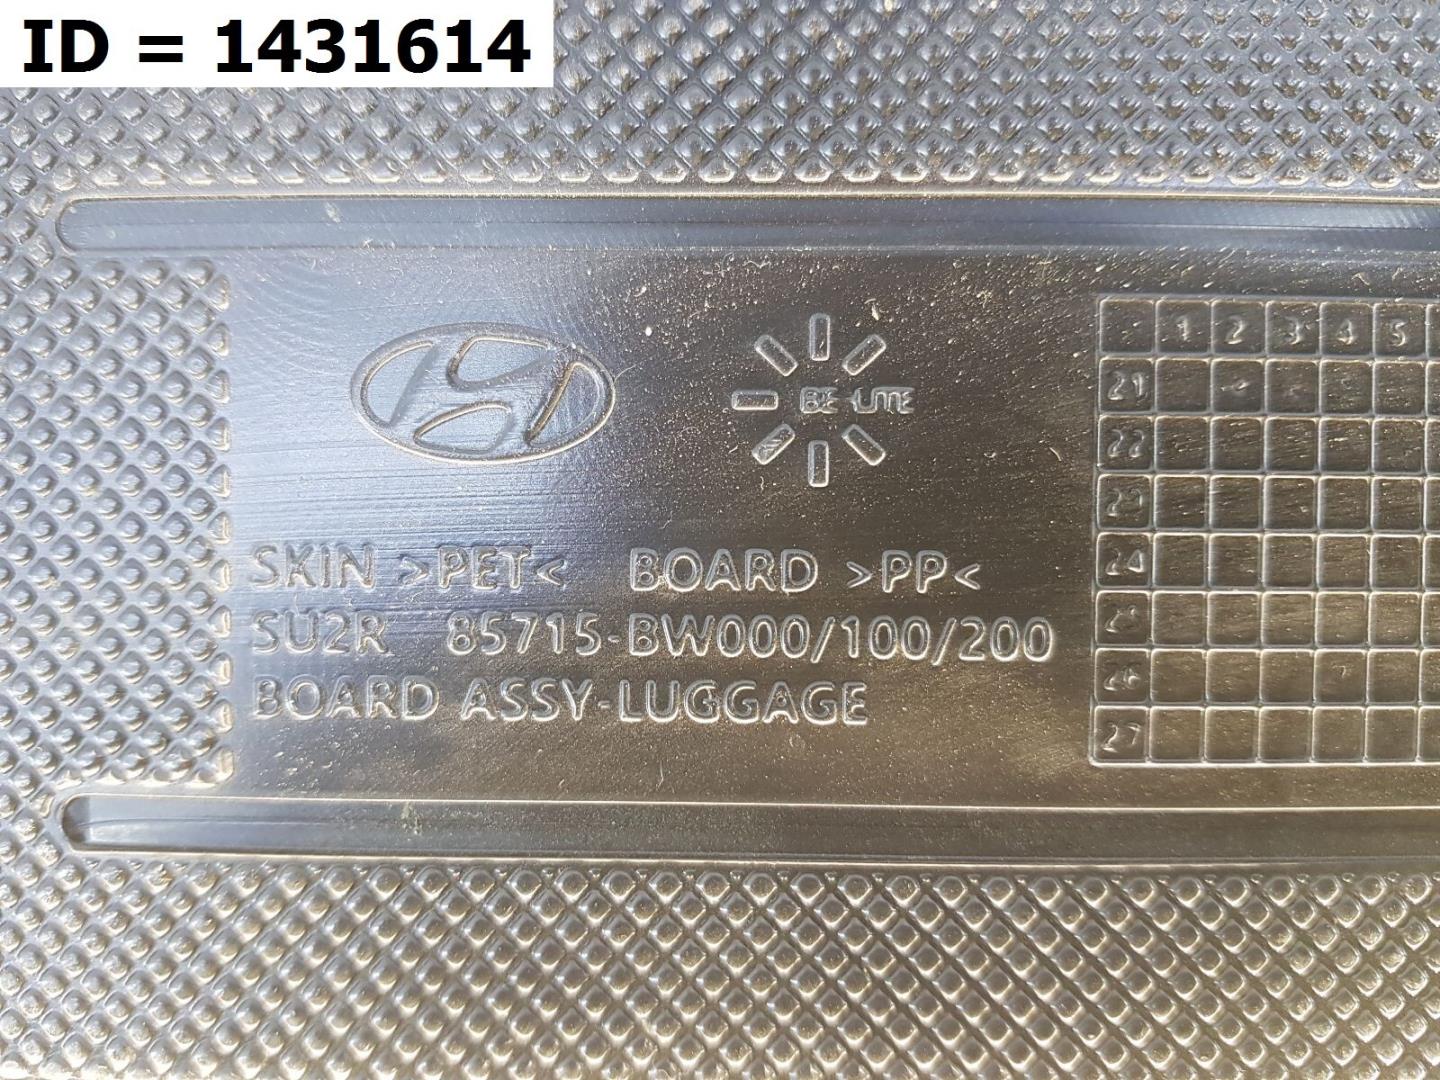 ID = 1431614
BE-LITE
1 2 3 4 5
21
22
23
24
25
26
27
SKIN >PET< BOARD >PP<
SU2R 85715-BW000/100/200
BOARD ASSY-LUGGAGE